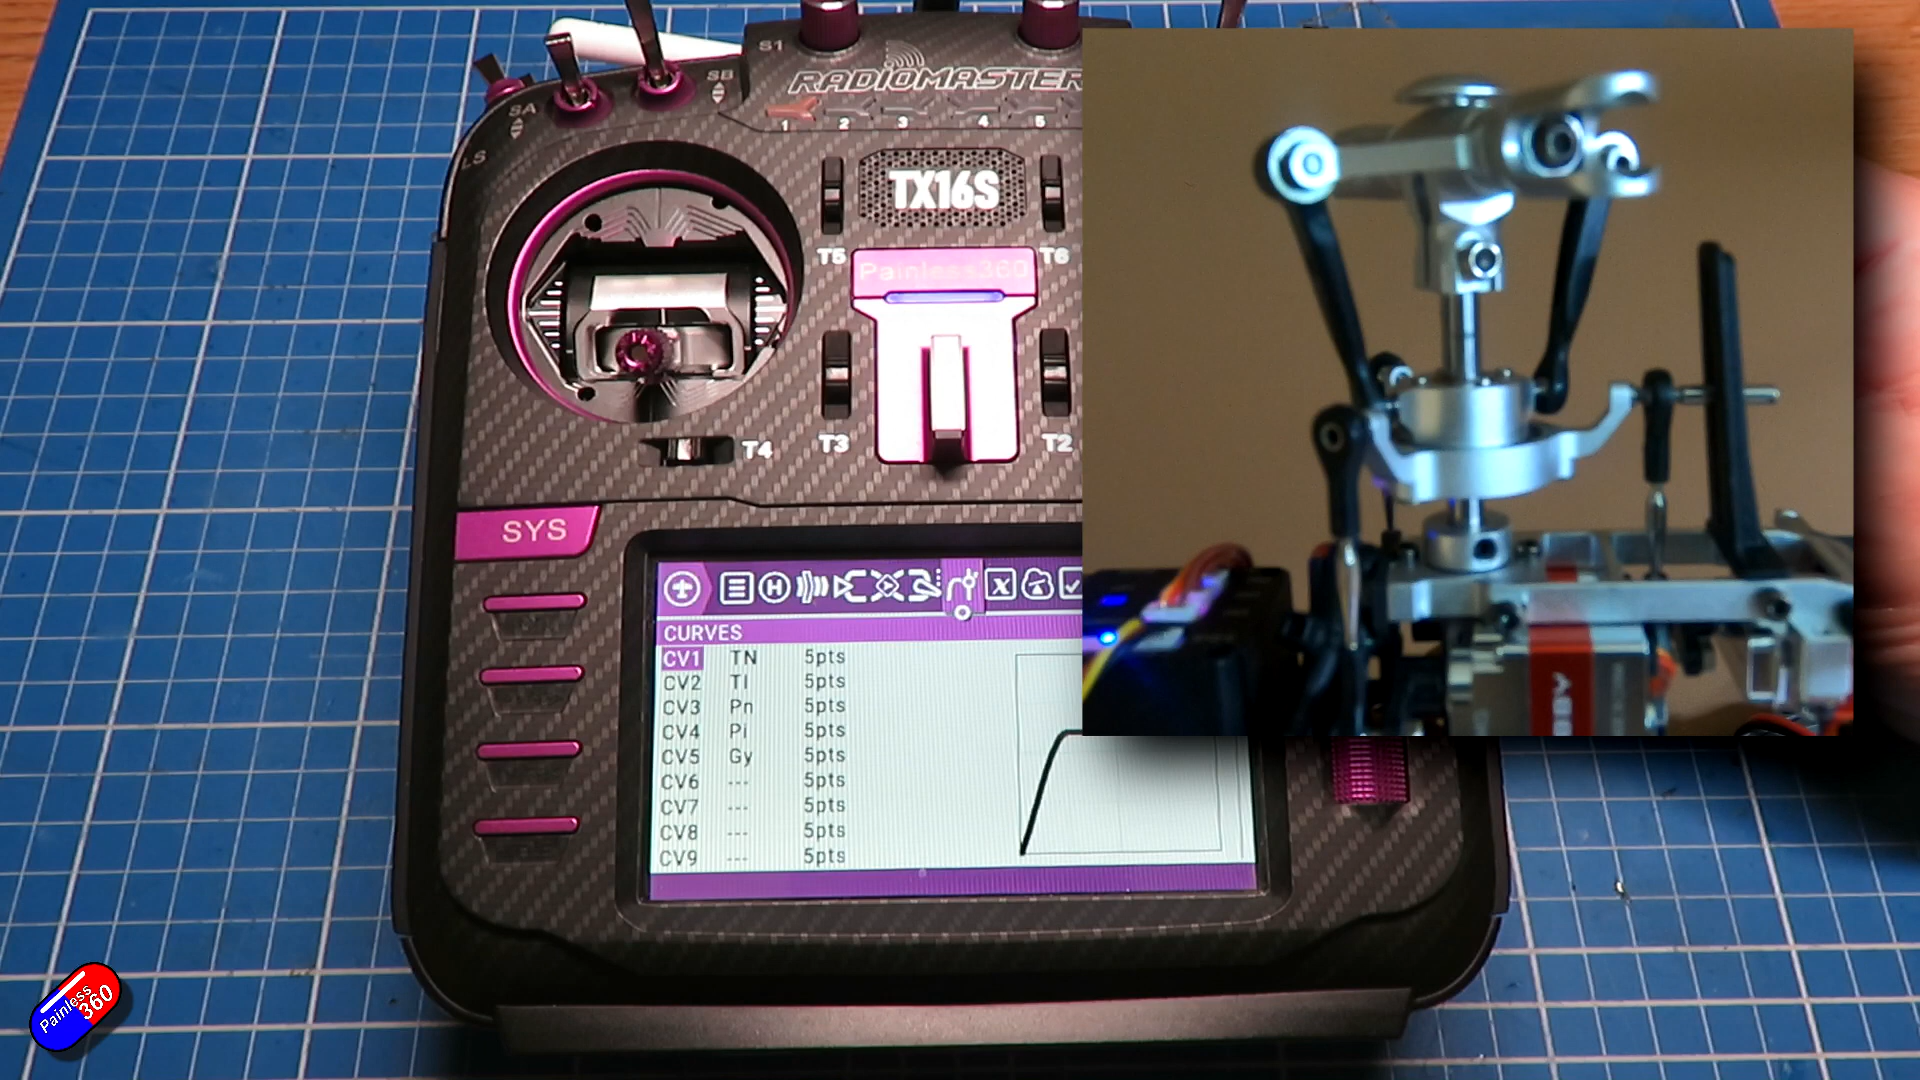 S1
RADIOMASTER
SB
SA
LS
1 2 3 4 5
TX16S
T5
T6
Painless360
T3
T2
T4
SYS
CURVES
CV1 TN 5pts
CV2 TI 5pts
CV3 Pn 5pts
CV4 Pi 5pts
CV5 Gy 5pts
CV6 --- 5pts
CV7 --- 5pts
CV8 --- 5pts
CV9 --- 5pts
Painless
360